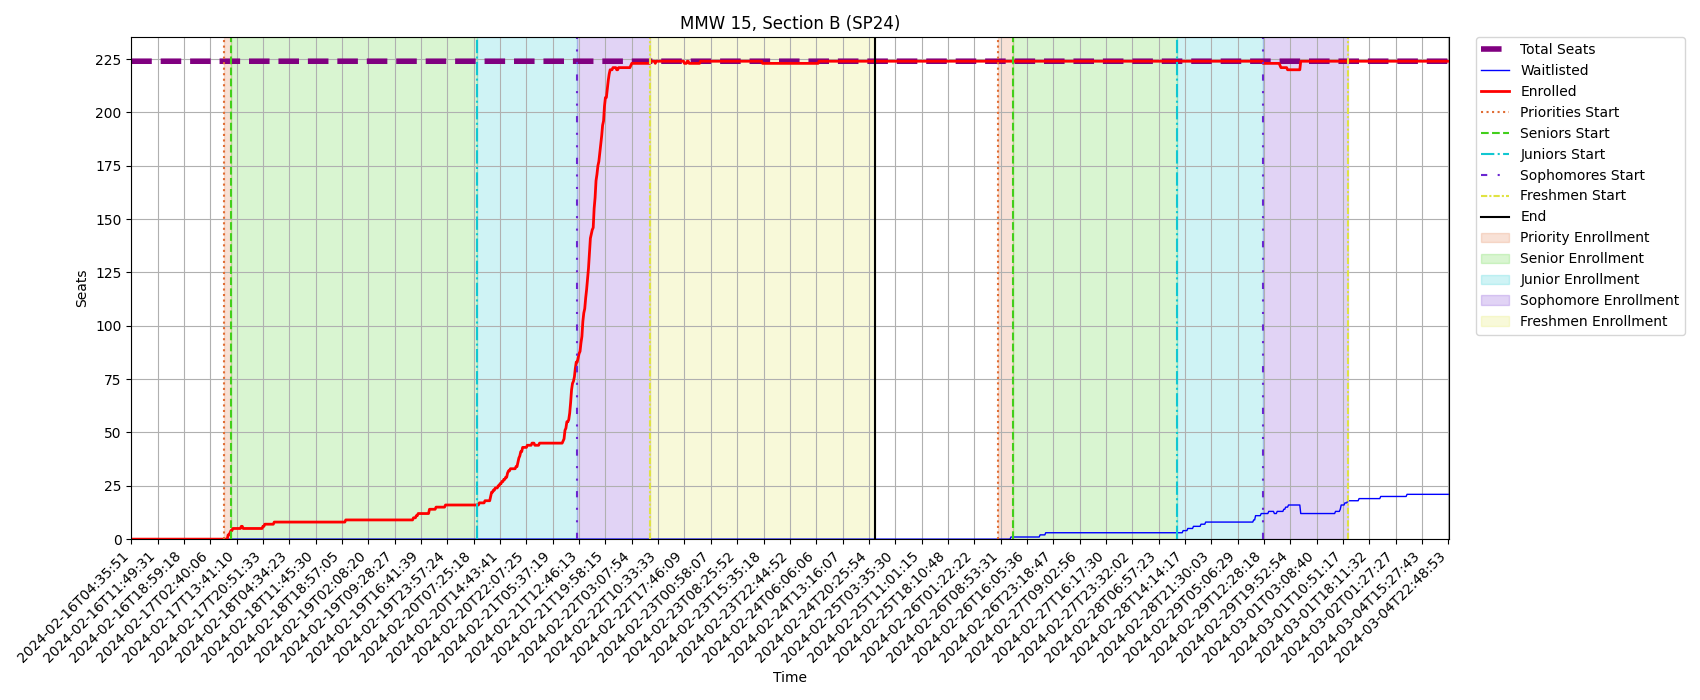 MMW 15, Section B (SP24)
Seats
225
200
175
150
125
100
75
50
25
0
2024-02-16T04:35:51
2024-02-16T11:49:31
2024-02-16T18:59:18
2024-02-17T02:40:06
2024-02-17T13:41:10
2024-02-17T20:51:33
2024-02-18T04:34:23
2024-02-18T11:45:30
2024-02-18T18:57:05
2024-02-19T02:08:20
2024-02-19T09:28:27
2024-02-19T16:41:39
2024-02-19T23:57:24
2024-02-20T07:25:18
2024-02-20T14:43:41
2024-02-20T22:07:25
2024-02-21T05:37:19
2024-02-21T12:46:13
2024-02-21T19:58:15
2024-02-22T03:07:54
2024-02-22T10:33:33
2024-02-22T17:46:09
2024-02-23T00:58:07
2024-02-23T08:25:52
2024-02-23T15:35:18
2024-02-23T22:44:52
2024-02-24T06:06:06
2024-02-24T13:16:07
2024-02-24T20:25:54
2024-02-25T03:35:30
2024-02-25T11:01:15
2024-02-25T18:10:48
2024-02-26T01:22:22
2024-02-26T08:53:31
2024-02-26T16:05:36
2024-02-26T23:18:47
2024-02-27T09:02:56
2024-02-27T16:17:30
2024-02-27T23:32:02
2024-02-28T06:57:23
2024-02-28T14:14:17
2024-02-28T21:30:03
2024-02-29T05:06:29
2024-02-29T12:28:18
2024-02-29T19:52:54
2024-03-01T03:08:40
2024-03-01T10:51:17
2024-03-01T18:11:32
2024-03-02T01:27:27
2024-03-04T15:27:43
2024-03-04T22:48:53
Time
Total Seats
Waitlisted
Enrolled
Priorities Start
Seniors Start
Juniors Start
Sophomores Start
Freshmen Start
End
Priority Enrollment
Senior Enrollment
Junior Enrollment
Sophomore Enrollment
Freshmen Enrollment